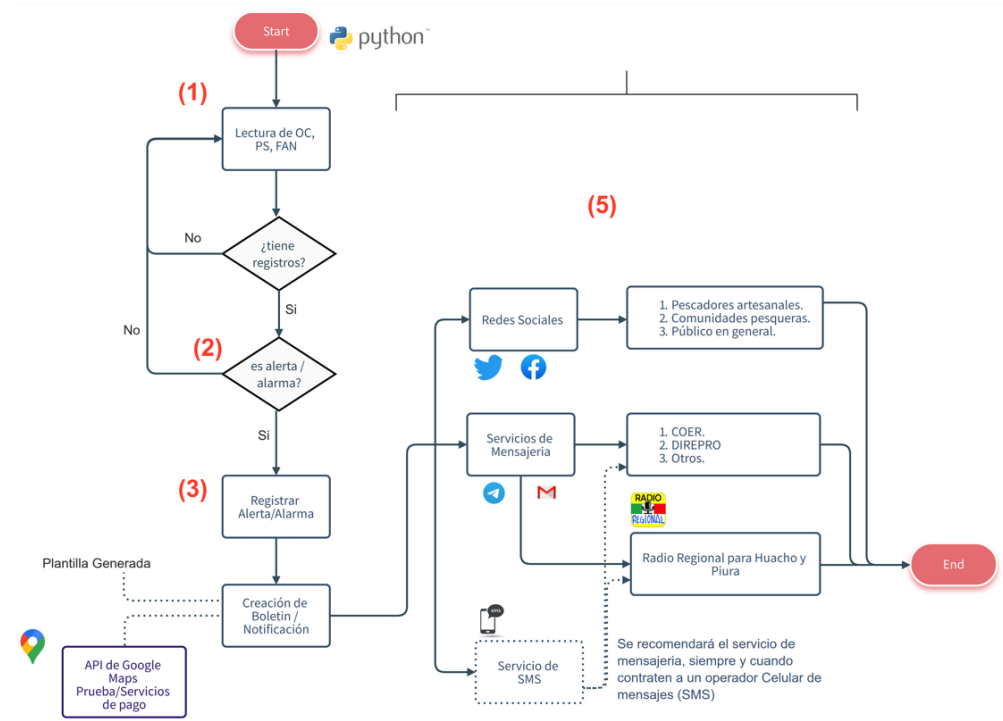 Start
python
(1)
Lectura de OC,
PS, FAN
¿tiene
registros?
No
Si
No
(2)
es alerta /
alarma?
Si
(3)
Registrar
Alerta/Alarma
Plantilla Generada
Creación de
Boletin /
Notificación
API de Google
Maps
Prueba/Servicios
de pago
(5)
Redes Sociales
1. Pescadores artesanales.
2. Comunidades pesqueras.
3. Público en general.
Servicios de
Mensajeria
1. COER.
2. DIREPRO
3. Otros.
RADIO
REGIONAL
Radio Regional para Huacho y
Piura
End
sms
Servicio de
SMS
Se recomendará el servicio de
mensajeria, siempre y cuando
contraten a un operador Celular de
mensajes (SMS)